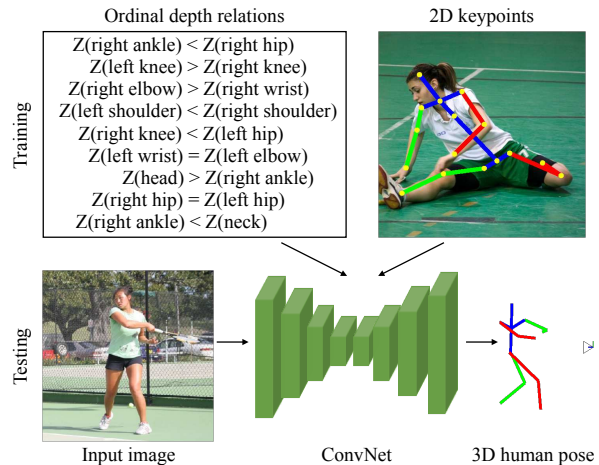 Ordinal depth relations
2D keypoints
Training
Z(right ankle) < Z(right hip)
Z(left knee) > Z(right knee)
Z(right elbow) > Z(right wrist)
Z(left shoulder) < Z(right shoulder)
Z(right knee) < Z(left hip)
Z(left wrist) = Z(left elbow)
Z(head) > Z(right ankle)
Z(right hip) = Z(left hip)
Z(right ankle) < Z(neck)
Testing
Input image
ConvNet
3D human pose